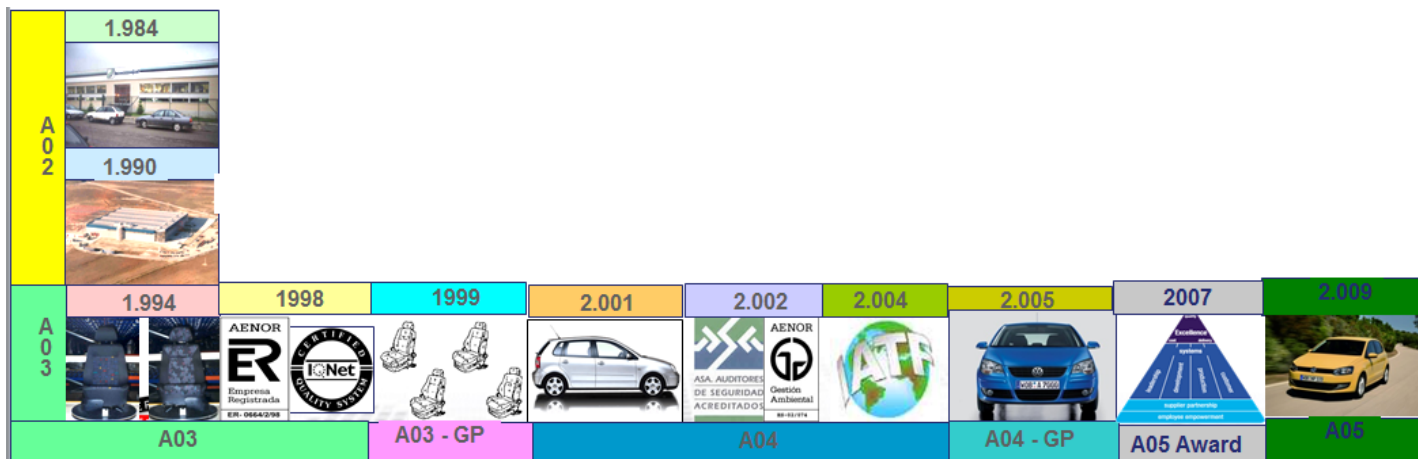 1.984
A
0
2
1.990
A
0
3
1.994
1998
1999
2.001
2.002
2.004
2.005
2007
2.009
AENOR
ER
Empresa
Registrada
ER- 0664/2/98
CERTIFIED
IQNet
QUALITY SYSTEM
ASA. AUDITORES
DE SEGURIDAD
ACREDITADOS
AENOR
Gestión
Ambiental
IATF
Excellence
systems
leadership
customer
supplier partnership
employee empowerment
A03
A03 - GP
A04
A04 - GP
A05 Award
A05